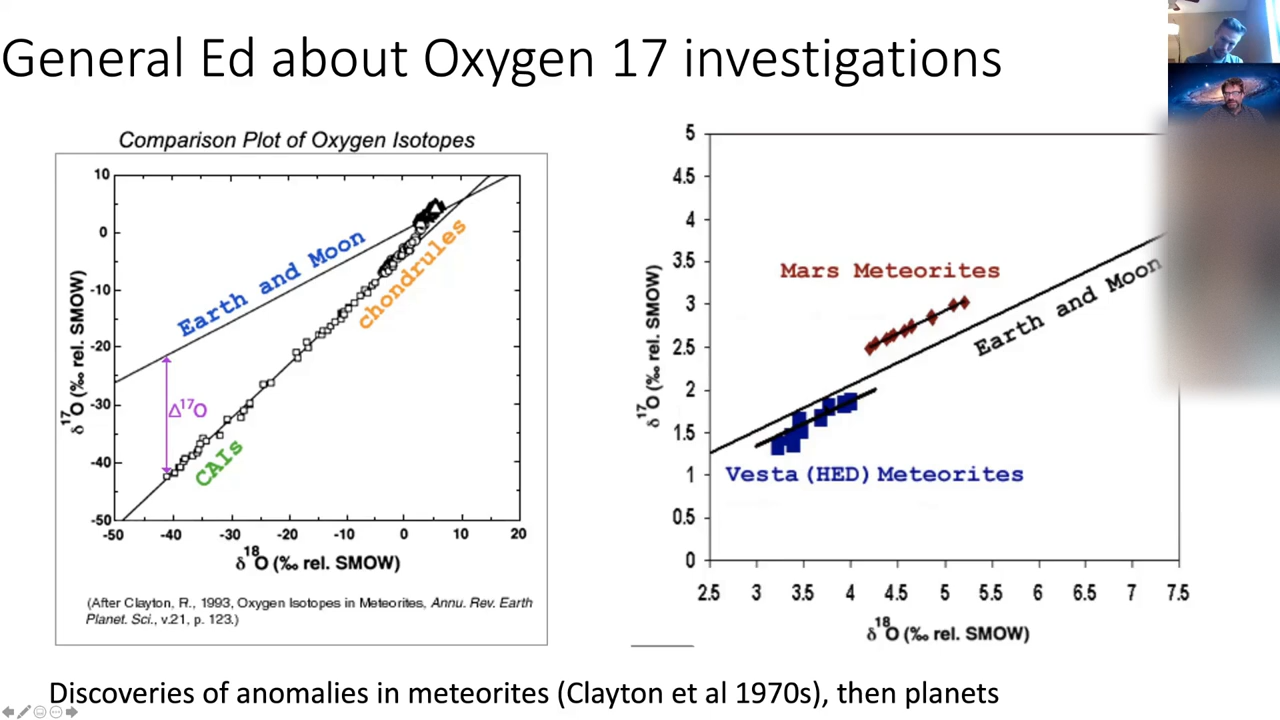 General Ed about Oxygen 17 investigations
Comparison Plot of Oxygen Isotopes
10
0
-10
-20
-30
-40
-50
-50
-40
-30
-20
-10
0
10
20
δ17O (‰ rel. SMOW)
δ18O (‰ rel. SMOW)
Earth and Moon
chondrules
Δ17O
CAIs
(After Clayton, R., 1993, Oxygen Isotopes in Meteorites, Annu. Rev. Earth
Planet. Sci., v.21, p. 123.)
5
4.5
4
3.5
3
2.5
2
1.5
1
0.5
0
2.5
3
3.5
4
4.5
5
5.5
6
6.5
7
7.5
δ17O (‰ rel. SMOW)
δ18O (‰ rel. SMOW)
Mars Meteorites
Earth and Moon
Vesta (HED) Meteorites
Discoveries of anomalies in meteorites (Clayton et al 1970s), then planets